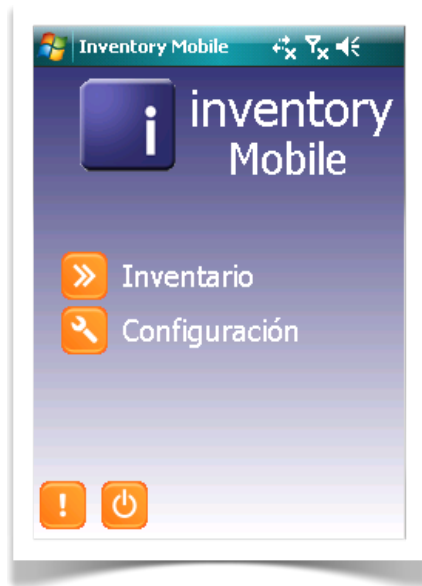 Inventory Mobile
i
inventory
Mobile
Inventario
Configuración
!